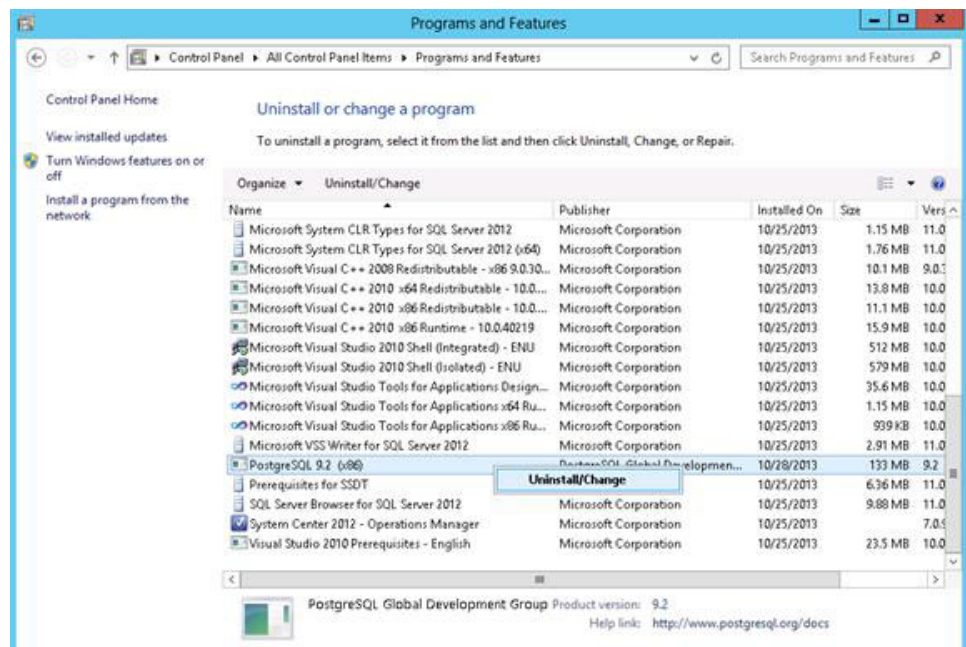 Programs and Features
Control Panel ▸ All Control Panel Items ▸ Programs and Features
Search Programs and Features
Control Panel Home
View installed updates
Turn Windows features on or
off
Install a program from the
network
Uninstall or change a program
To uninstall a program, select it from the list and then click Uninstall, Change, or Repair.
Organize Uninstall/Change
Name Publisher Installed On Size Vers
Microsoft System CLR Types for SQL Server 2012 Microsoft Corporation 10/25/2013 1.15 MB 11.0
Microsoft System CLR Types for SQL Server 2012 (x64) Microsoft Corporation 10/25/2013 1.76 MB 11.0
Microsoft Visual C++ 2008 Redistributable - x86 9.0.30... Microsoft Corporation 10/25/2013 10.1 MB 9.0.
Microsoft Visual C++ 2010 x64 Redistributable - 10.0.... Microsoft Corporation 10/25/2013 13.8 MB 10.0
Microsoft Visual C++ 2010 x86 Redistributable - 10.0.... Microsoft Corporation 10/25/2013 11.1 MB 10.0
Microsoft Visual C++ 2010 x86 Runtime - 10.0.40219 Microsoft Corporation 10/25/2013 15.9 MB 10.0
Microsoft Visual Studio 2010 Shell (Integrated) - ENU Microsoft Corporation 10/25/2013 512 MB 10.0
Microsoft Visual Studio 2010 Shell (Isolated) - ENU Microsoft Corporation 10/25/2013 579 MB 10.0
Microsoft Visual Studio Tools for Applications Design... Microsoft Corporation 10/25/2013 35.6 MB 10.0
Microsoft Visual Studio Tools for Applications x64 Ru... Microsoft Corporation 10/25/2013 1.15 MB 10.0
Microsoft Visual Studio Tools for Applications x86 Ru... Microsoft Corporation 10/25/2013 939 KB 10.0
Microsoft VSS Writer for SQL Server 2012 Microsoft Corporation 10/25/2013 2.91 MB 11.0
PostgreSQL 9.2 (x86) PostgreSQL Global Developmen... 10/28/2013 133 MB 9.2
Uninstall/Change
Prerequisites for SSDT 10/25/2013 6.36 MB 11.0
SQL Server Browser for SQL Server 2012 Microsoft Corporation 10/25/2013 9.88 MB 11.0
System Center 2012 - Operations Manager Microsoft Corporation 10/25/2013 7.0.
Visual Studio 2010 Prerequisites - English Microsoft Corporation 10/25/2013 23.5 MB 10.0
PostgreSQL Global Development Group Product version: 9.2
Help link: http://www.postgresql.org/docs